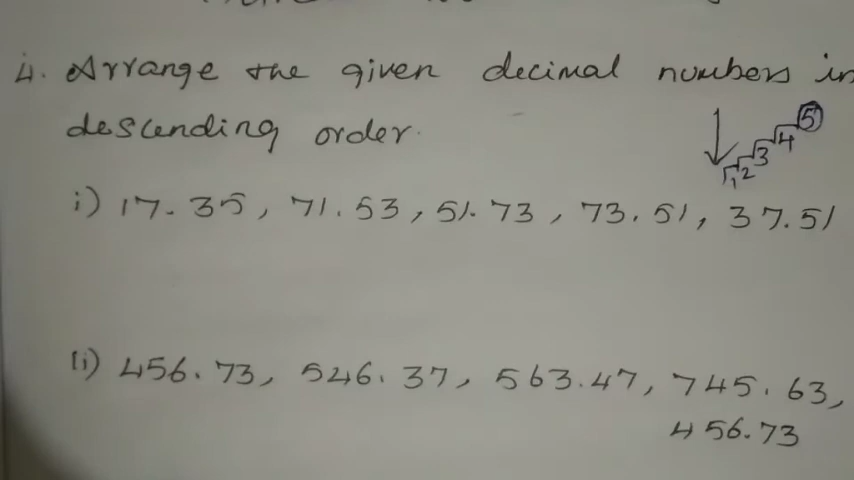 4. Arrange the given decimal numbers in
descending order.
1 2 3 4 5
i) 17.35, 71.53, 51.73, 73.51, 37.51
(i) 456.73, 546.37, 563.47, 745.63,
456.73